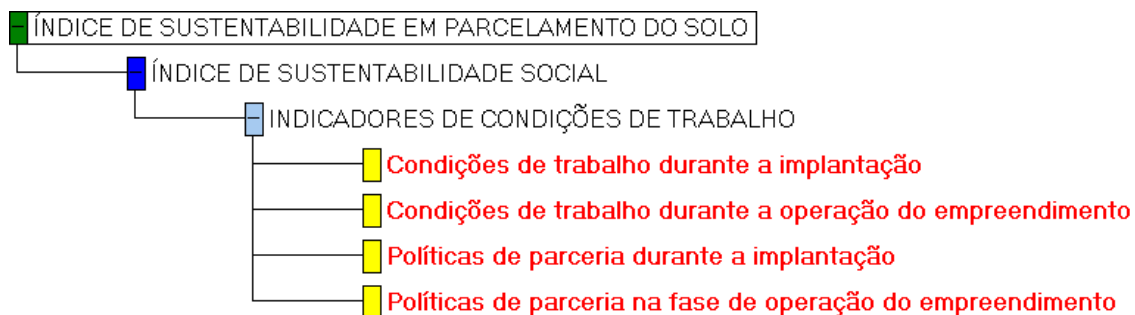 ÍNDICE DE SUSTENTABILIDADE EM PARCELAMENTO DO SOLO
ÍNDICE DE SUSTENTABILIDADE SOCIAL
INDICADORES DE CONDIÇÕES DE TRABALHO
Condições de trabalho durante a implantação
Condições de trabalho durante a operação do empreendimento
Políticas de parceria durante a implantação
Políticas de parceria na fase de operação do empreendimento